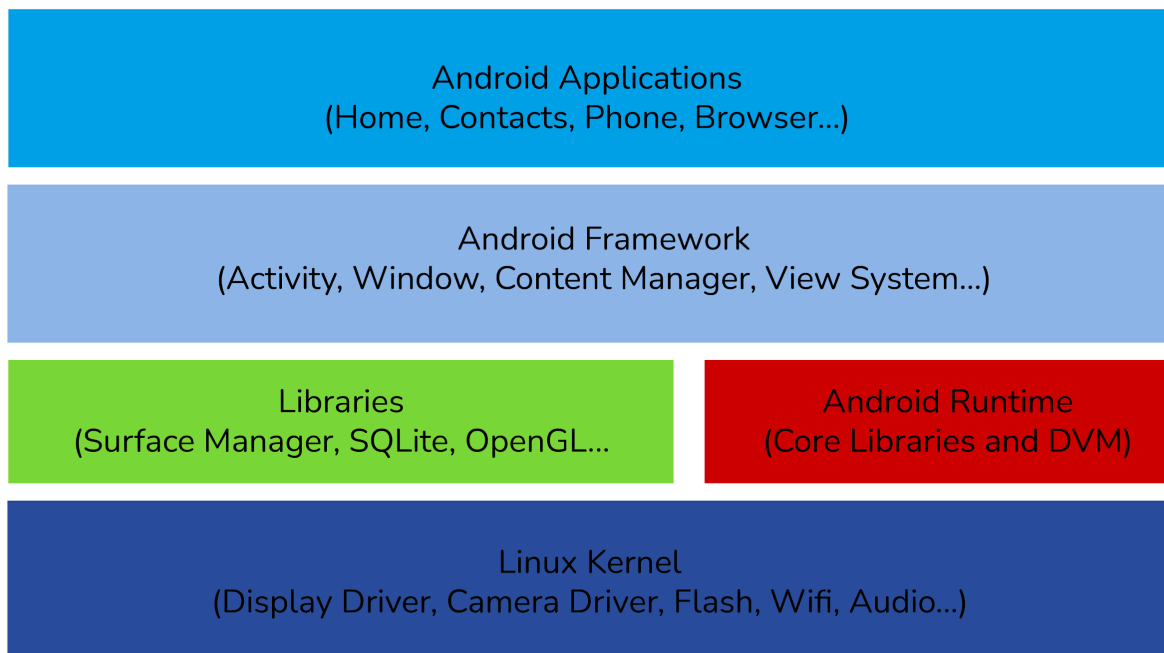 Android Applications
(Home, Contacts, Phone, Browser...)
Android Framework
(Activity, Window, Content Manager, View System...)
Libraries
(Surface Manager, SQLite, OpenGL...
Android Runtime
(Core Libraries and DVM)
Linux Kernel
(Display Driver, Camera Driver, Flash, Wifi, Audio...)